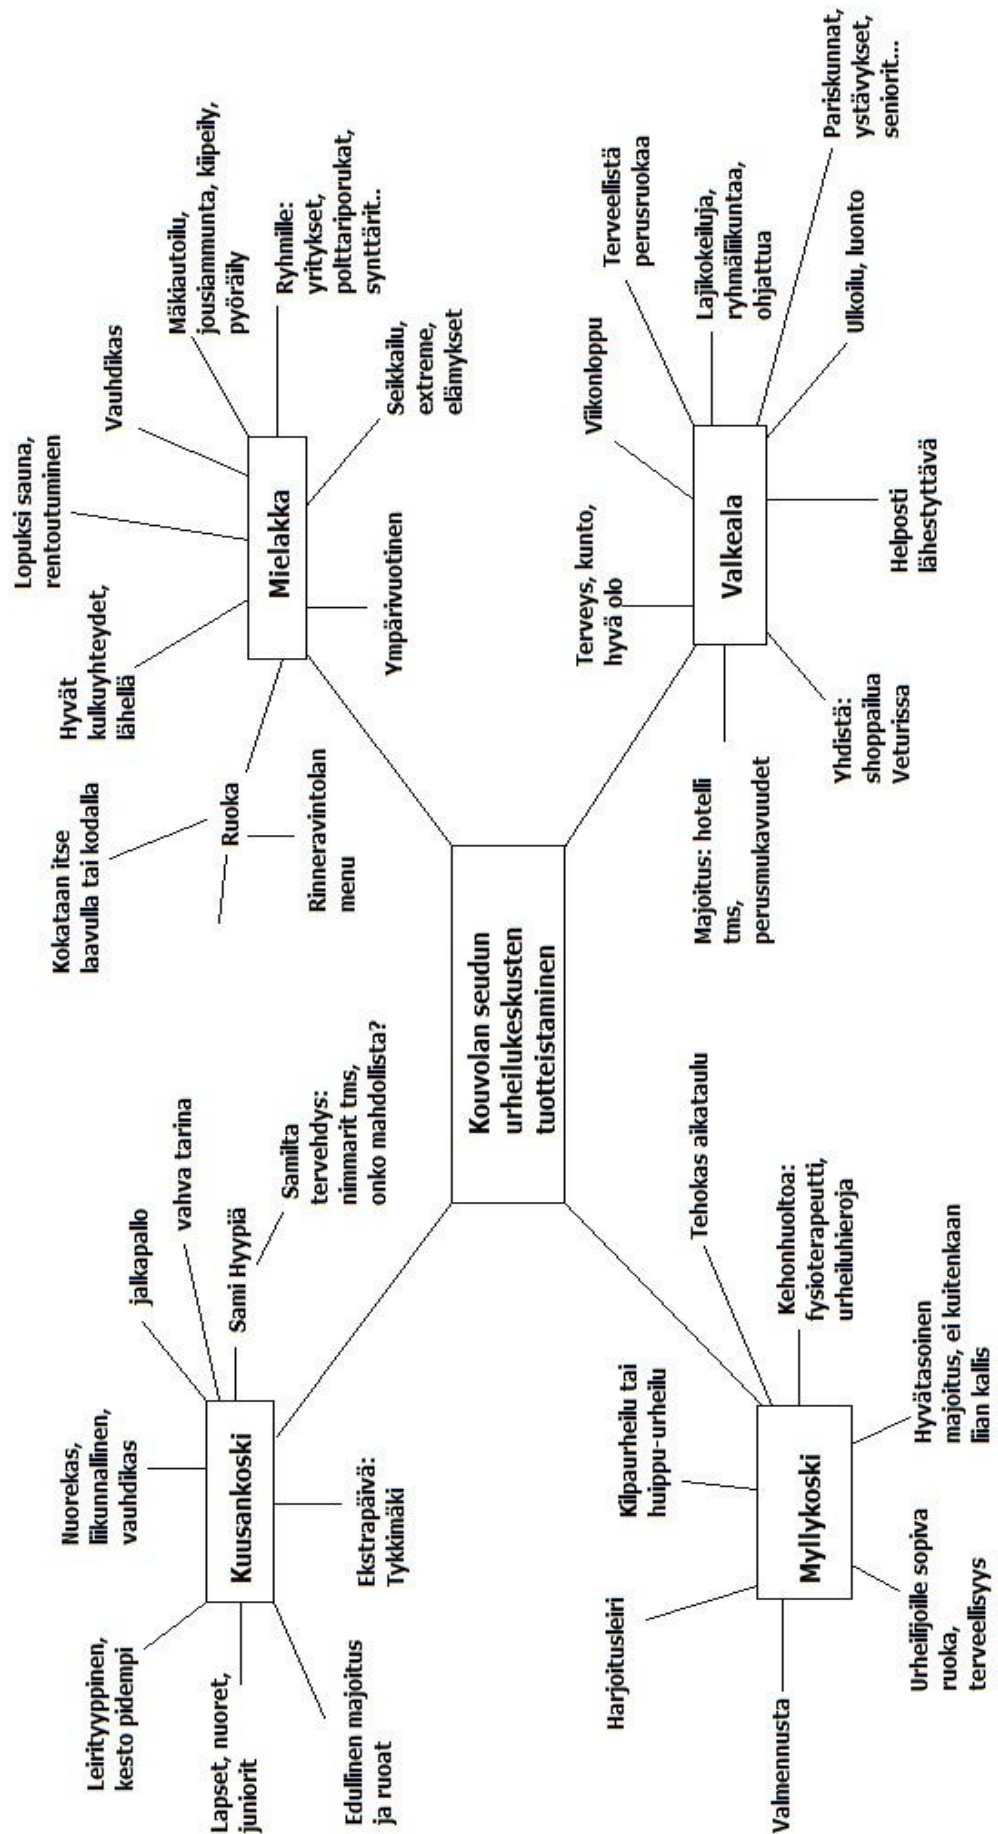 Kouvolan seudun
urheilukeskusten
tuotteistaminen
Kuusankoski
Leirityyppinen,
kesto pidempi
Nuorekas,
liikunnallinen,
vauhdikas
jalkapallo
vahva tarina
Sami Hyypiä
Samilta
tervehdys:
nimmarit tms,
onko mahdollista?
Lapset, nuoret,
juniorit
Edullinen majoitus
ja ruoat
Ekstrapäivä:
Tykkimäki
Mielakka
Kokataan itse
laavulla tai kodalla
Ruoka
Rinneravintolan
menu
Hyvät
kulkuyhteydet,
lähellä
Lopuksi sauna,
rentoutuminen
Vauhdikas
Mäkiautoilu,
jousiammunta, kiipeily,
pyöräily
Ryhmille:
yritykset,
polttariporukat,
synttärit..
Seikkailu,
extreme,
elämykset
Ympärivuotinen
Myllykoski
Harjoitusleiri
Kilpaurheilu tai
huippu-urheilu
Tehokas aikataulu
Kehonhuoltoa:
fysioterapeutti,
urheiluhieroja
Hyvätasoinen
majoitus, ei kuitenkaan
liian kallis
Urheilijoille sopiva
ruoka,
terveellisyys
Valmennusta
Valkeala
Terveys, kunto,
hyvä olo
Viikonloppu
Terveellistä
perusruokaa
Lajikokeiluja,
ryhmäliikuntaa,
ohjattua
Pariskunnat,
ystävykset,
seniorit...
Ulkoilu, luonto
Helposti
lähestyttävä
Yhdistä:
shoppailua
Veturissa
Majoitus: hotelli
tms,
perusmukavuudet